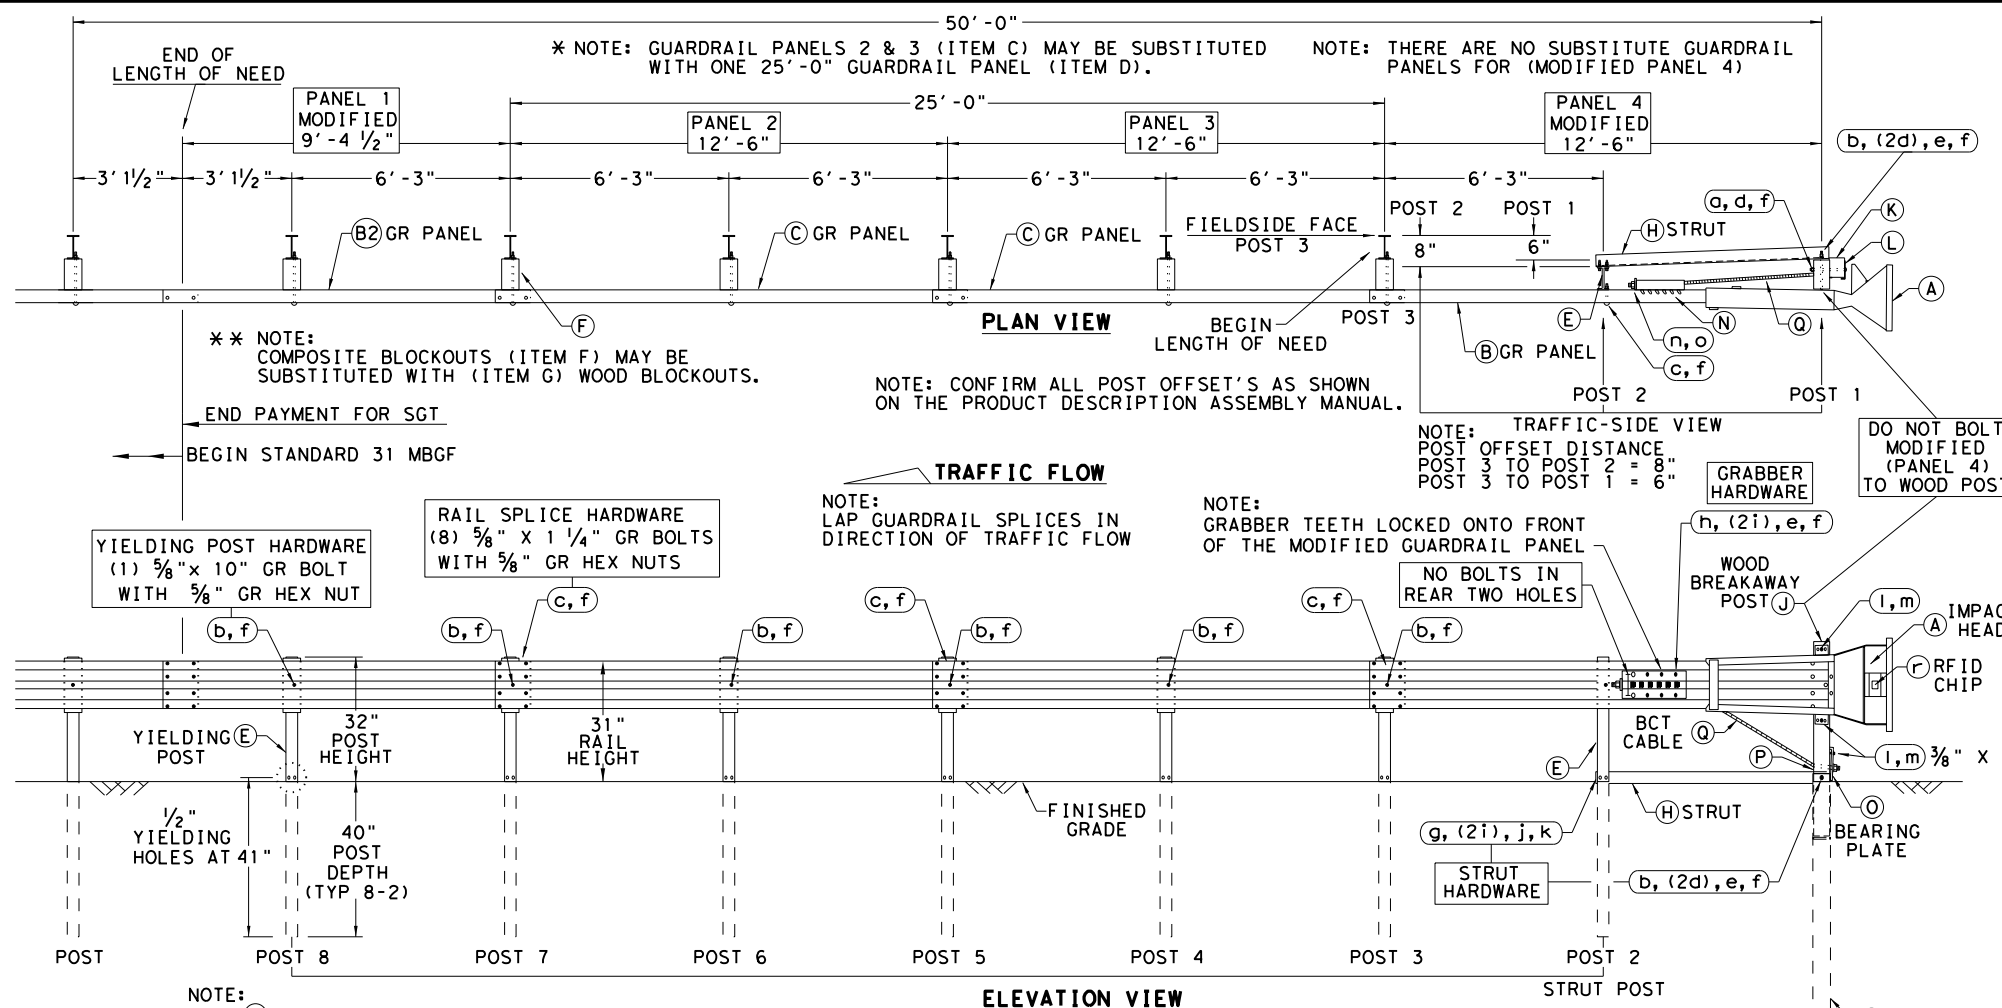 50'-0"
* NOTE: GUARDRAIL PANELS 2 & 3 (ITEM C) MAY BE SUBSTITUTED
WITH ONE 25'-0" GUARDRAIL PANEL (ITEM D).
NOTE: THERE ARE NO SUBSTITUTE GUARDRAIL
PANELS FOR (MODIFIED PANEL 4)
END OF
LENGTH OF NEED
PANEL 1
MODIFIED
9'-4 1/2"
25'-0"
PANEL 2
12'-6"
PANEL 3
12'-6"
PANEL 4
MODIFIED
12'-6"
b, (2d), e, f
3' 1 1/2"
3' 1 1/2"
6'-3"
6'-3"
6'-3"
6'-3"
6'-3"
6'-3"
B2 GR PANEL
C GR PANEL
C GR PANEL
FIELDSIDE FACE
POST 3
POST 2
8"
POST 1
6"
H STRUT
a, d, f
K
L
A
F
PLAN VIEW
BEGIN
LENGTH OF NEED
POST 3
B GR PANEL
E
n, o
c, f
N
Q
** NOTE:
COMPOSITE BLOCKOUTS (ITEM F) MAY BE
SUBSTITUTED WITH (ITEM G) WOOD BLOCKOUTS.
NOTE: CONFIRM ALL POST OFFSET'S AS SHOWN
ON THE PRODUCT DESCRIPTION ASSEMBLY MANUAL.
POST 2
POST 1
TRAFFIC-SIDE VIEW
NOTE:
POST OFFSET DISTANCE
POST 3 TO POST 2 = 8"
POST 3 TO POST 1 = 6"
DO NOT BOLT
MODIFIED
(PANEL 4)
TO WOOD POST
END PAYMENT FOR SGT
BEGIN STANDARD 31 MBGF
TRAFFIC FLOW
NOTE:
LAP GUARDRAIL SPLICES IN
DIRECTION OF TRAFFIC FLOW
NOTE:
GRABBER TEETH LOCKED ONTO FRONT
OF THE MODIFIED GUARDRAIL PANEL
GRABBER
HARDWARE
h, (2i), e, f
YIELDING POST HARDWARE
(1) 5/8"x 10" GR BOLT
WITH 5/8" GR HEX NUT
RAIL SPLICE HARDWARE
(8) 5/8" X 1 1/4" GR BOLTS
WITH 5/8" GR HEX NUTS
NO BOLTS IN
REAR TWO HOLES
WOOD
BREAKAWAY
POST J
l, m
A IMPAC
HEAD
r RFID
CHIP
b, f
b, f
c, f
b, f
c, f
b, f
b, f
c, f
b, f
YIELDING E
POST
32"
POST
HEIGHT
31"
RAIL
HEIGHT
BCT
CABLE
Q
E
P
l, m 3/8" X
1/2"
YIELDING
HOLES AT 41"
40"
POST
DEPTH
(TYP 8-2)
FINISHED
GRADE
H STRUT
O
BEARING
PLATE
g, (2i), j, k
STRUT
HARDWARE
b, (2d), e, f
POST
POST 8
POST 7
POST 6
POST 5
POST 4
POST 3
POST 2
STRUT POST
NOTE:
ELEVATION VIEW